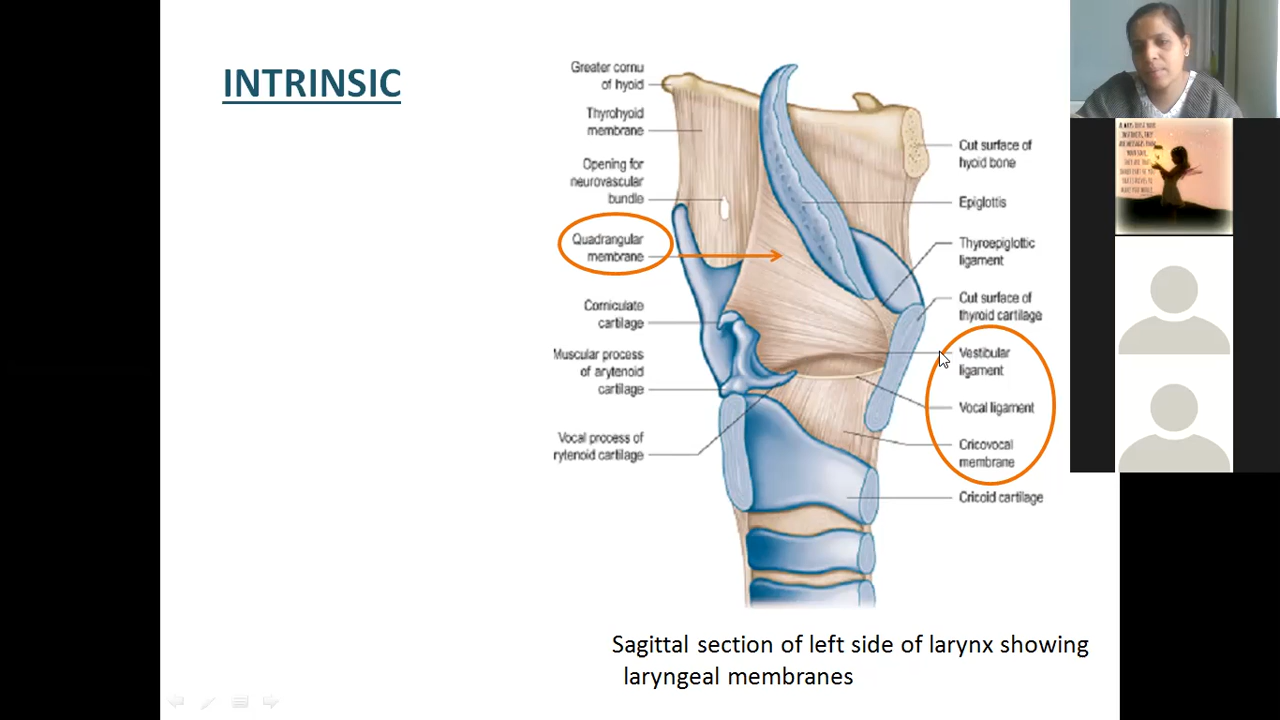 INTRINSIC
Greater cornu
of hyoid
Thyrohyoid
membrane
Opening for
neurovascular
bundle
Quadrangular
membrane
Corniculate
cartilage
Muscular process
of arytenoid
cartilage
Vocal process of
rytenoid cartilage
Cut surface of
hyoid bone
Epiglottis
Thyroepiglottic
ligament
Cut surface of
thyroid cartilage
Vestibular
ligament
Vocal ligament
Cricovocal
membrane
Cricoid cartilage
Sagittal section of left side of larynx showing
laryngeal membranes